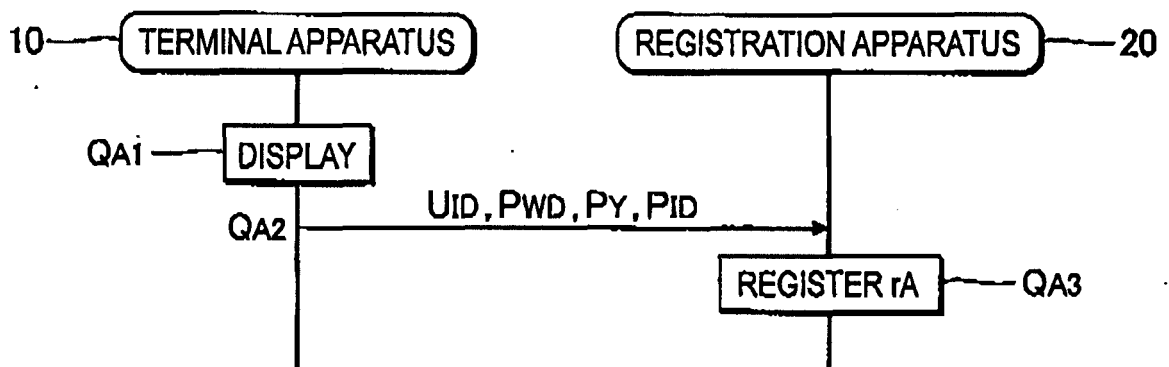 10 TERMINAL APPARATUS REGISTRATION APPARATUS 20
QA1 DISPLAY
UID, PWD, PY, PID
QA2
REGISTER rA QA3